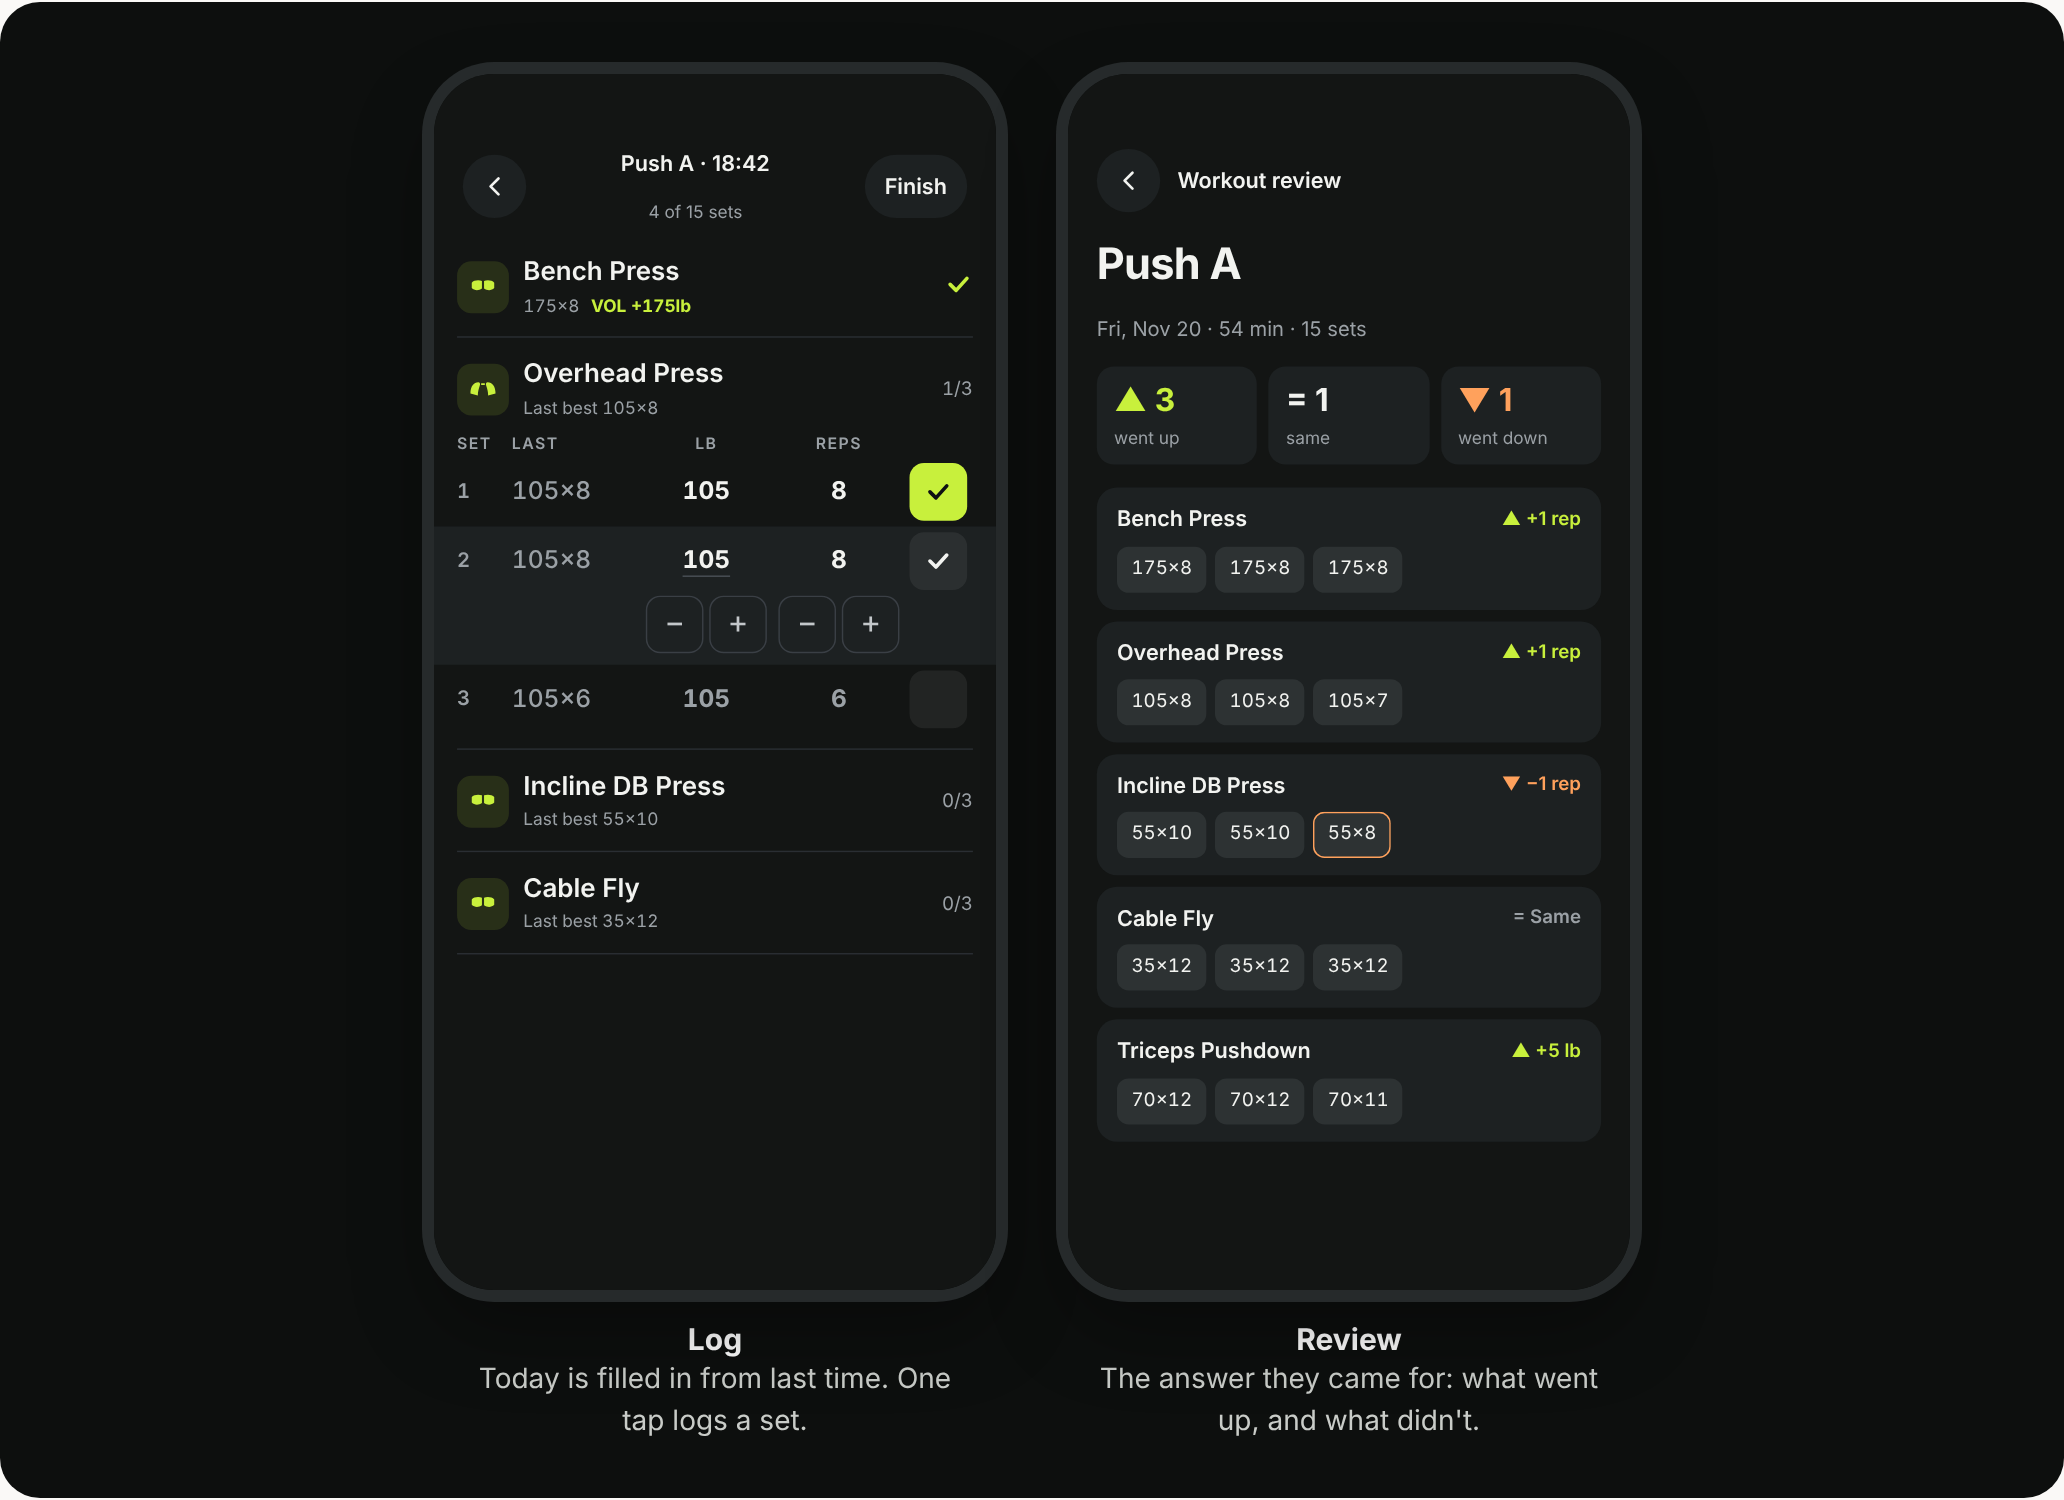 Push A · 18:42
Finish
4 of 15 sets
Bench Press
175×8 VOL +175lb
Overhead Press
1/3
Last best 105×8
SET LAST LB REPS
1 105×8 105 8
2 105×8 105 8
− + − +
3 105×6 105 6
Incline DB Press
0/3
Last best 55×10
Cable Fly
0/3
Last best 35×12
Log
Today is filled in from last time. One
tap logs a set.
Workout review
Push A
Fri, Nov 20 · 54 min · 15 sets
▲ 3 = 1 ▼ 1
went up same went down
Bench Press ▲ +1 rep
175×8 175×8 175×8
Overhead Press ▲ +1 rep
105×8 105×8 105×7
Incline DB Press ▼ −1 rep
55×10 55×10 55×8
Cable Fly = Same
35×12 35×12 35×12
Triceps Pushdown ▲ +5 lb
70×12 70×12 70×11
Review
The answer they came for: what went
up, and what didn't.